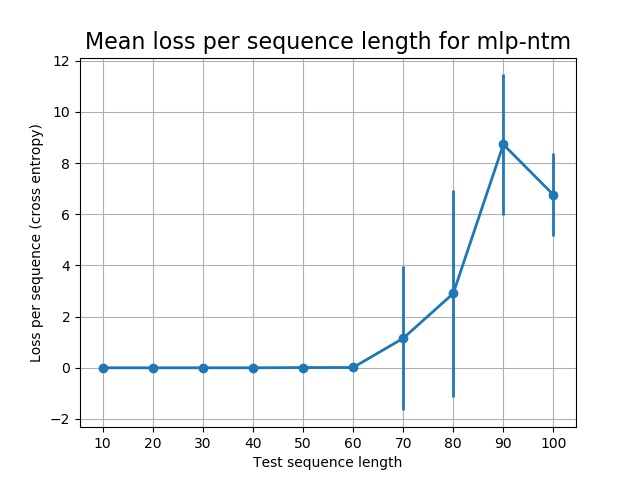 Mean loss per sequence length for mlp-ntm
Loss per sequence (cross entropy)
12
10
8
6
4
2
0
−2
10 20 30 40 50 60 70 80 90 100
Test sequence length